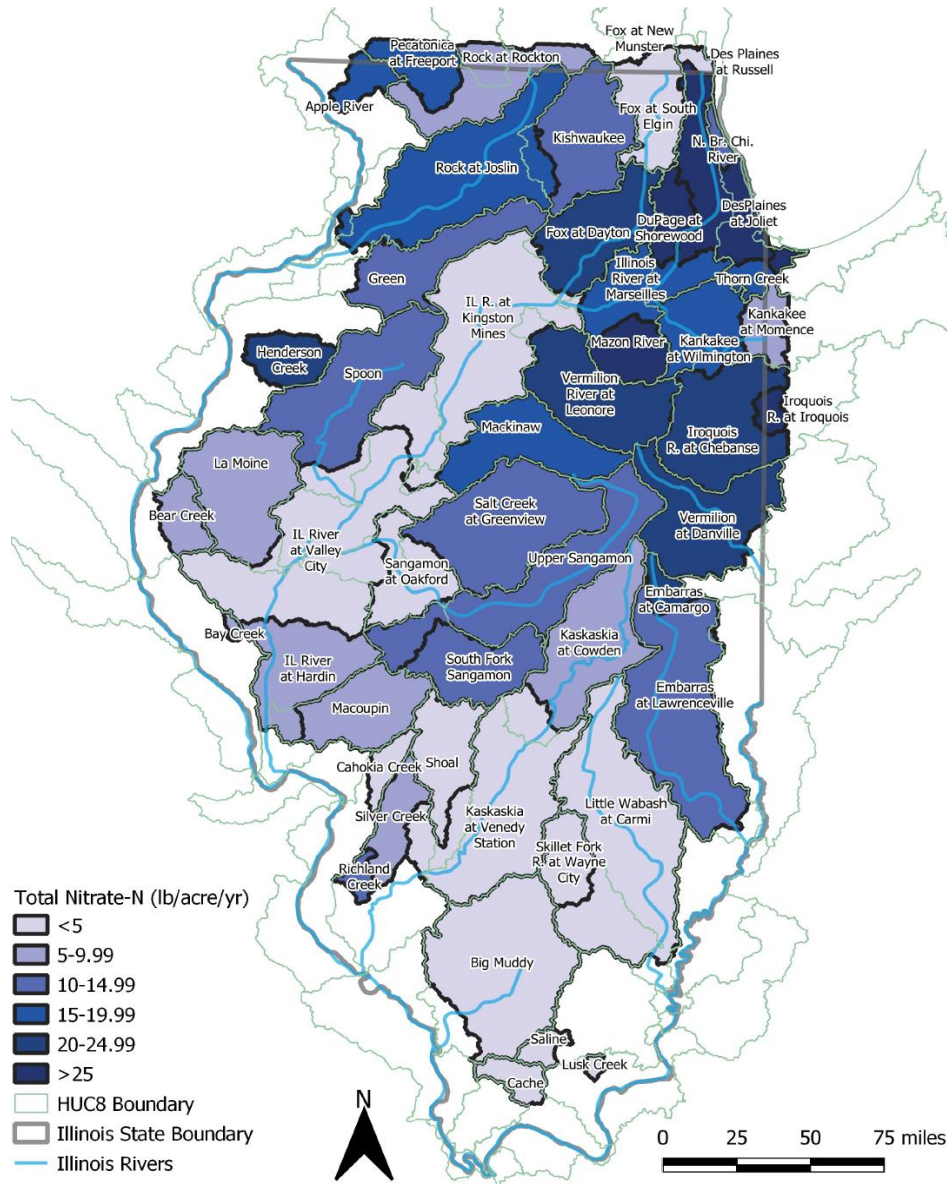 Fox at New
Munster
Des Plaines
at Russell
Pecatonica
at Freeport
Rock at Rockton
Apple River
Fox at South
Elgin
Kishwaukee
N. Br. Chi.
River
Rock at Joslin
DesPlaines
at Joliet
DuPage at
Shorewood
Fox at Dayton
Illinois
River at
Marseilles
Thorn Creek
Green
IL R. at
Kingston
Mines
Kankakee
at Momence
Mazon River
Kankakee
at Wilmington
Henderson
Creek
Spoon
Vermilion
River at
Leonore
Iroquois
R. at Iroquois
Mackinaw
Iroquois
R. at Chebanse
La Moine
Bear Creek
Salt Creek
at Greenview
IL River
at Valley
City
Vermilion
at Danville
Sangamon
at Oakford
Upper Sangamon
Embarras
at Camargo
Bay Creek
Kaskaskia
at Cowden
IL River
at Hardin
South Fork
Sangamon
Embarras
at Lawrenceville
Macoupin
Cahokia Creek
Shoal
Silver Creek
Kaskaskia
at Venedy
Station
Little Wabash
at Carmi
Skillet Fork
R. at Wayne
City
Richland
Creek
Big Muddy
Saline
Lusk Creek
Cache
Total Nitrate-N (lb/acre/yr)
<5
5-9.99
10-14.99
15-19.99
20-24.99
>25
HUC8 Boundary
Illinois State Boundary
Illinois Rivers
N
0 25 50 75 miles